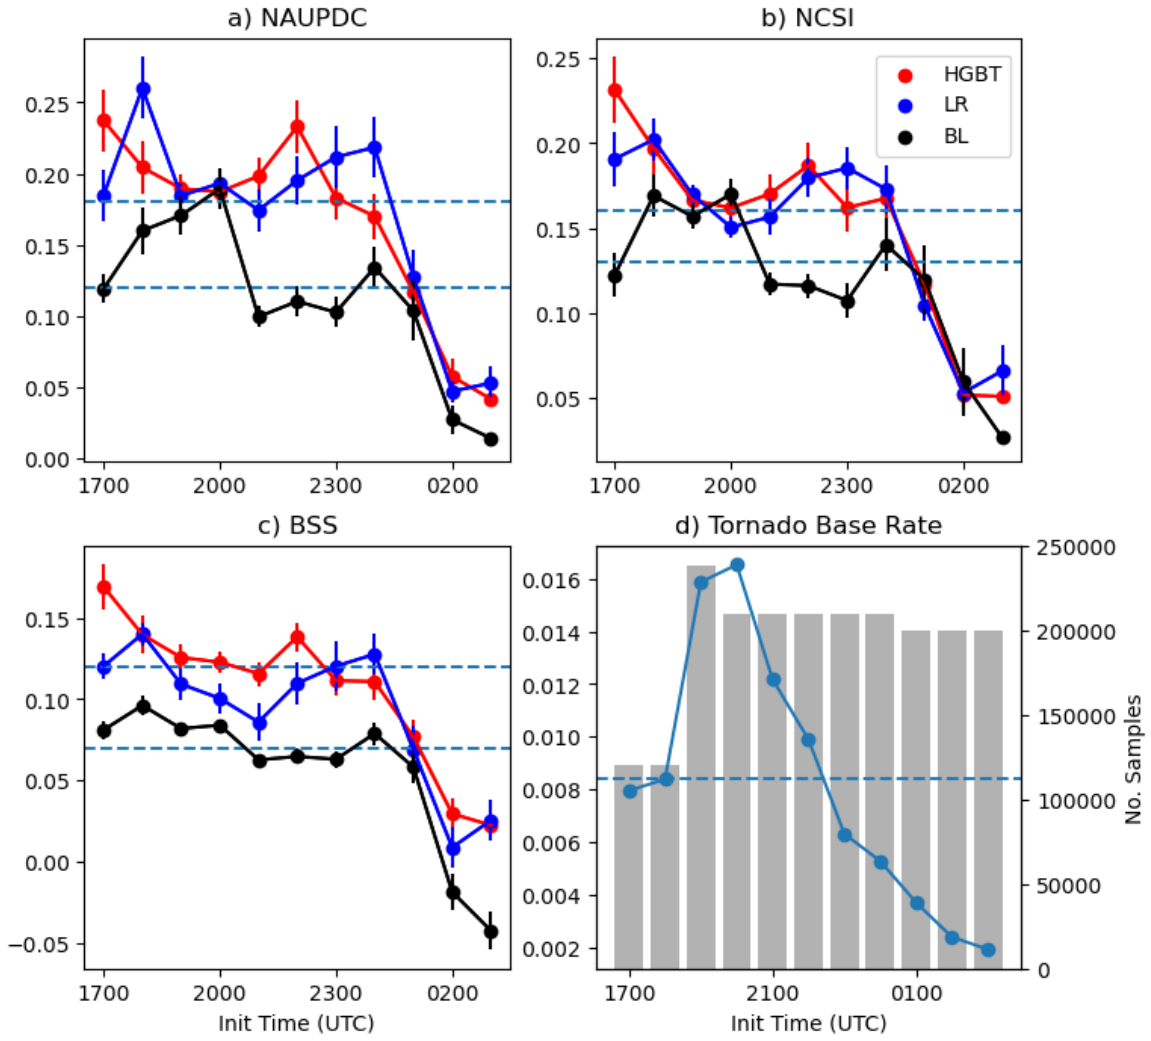 a) NAUPDC
0.25
0.20
0.15
0.10
0.05
0.00
1700 2000 2300 0200
b) NCSI
0.25
0.20
0.15
0.10
0.05
HGBT
LR
BL
1700 2000 2300 0200
c) BSS
0.15
0.10
0.05
0.00
−0.05
1700 2000 2300 0200
Init Time (UTC)
d) Tornado Base Rate
0.016
0.014
0.012
0.010
0.008
0.006
0.004
0.002
250000
200000
150000
100000
50000
0
No. Samples
1700 2100 0100
Init Time (UTC)